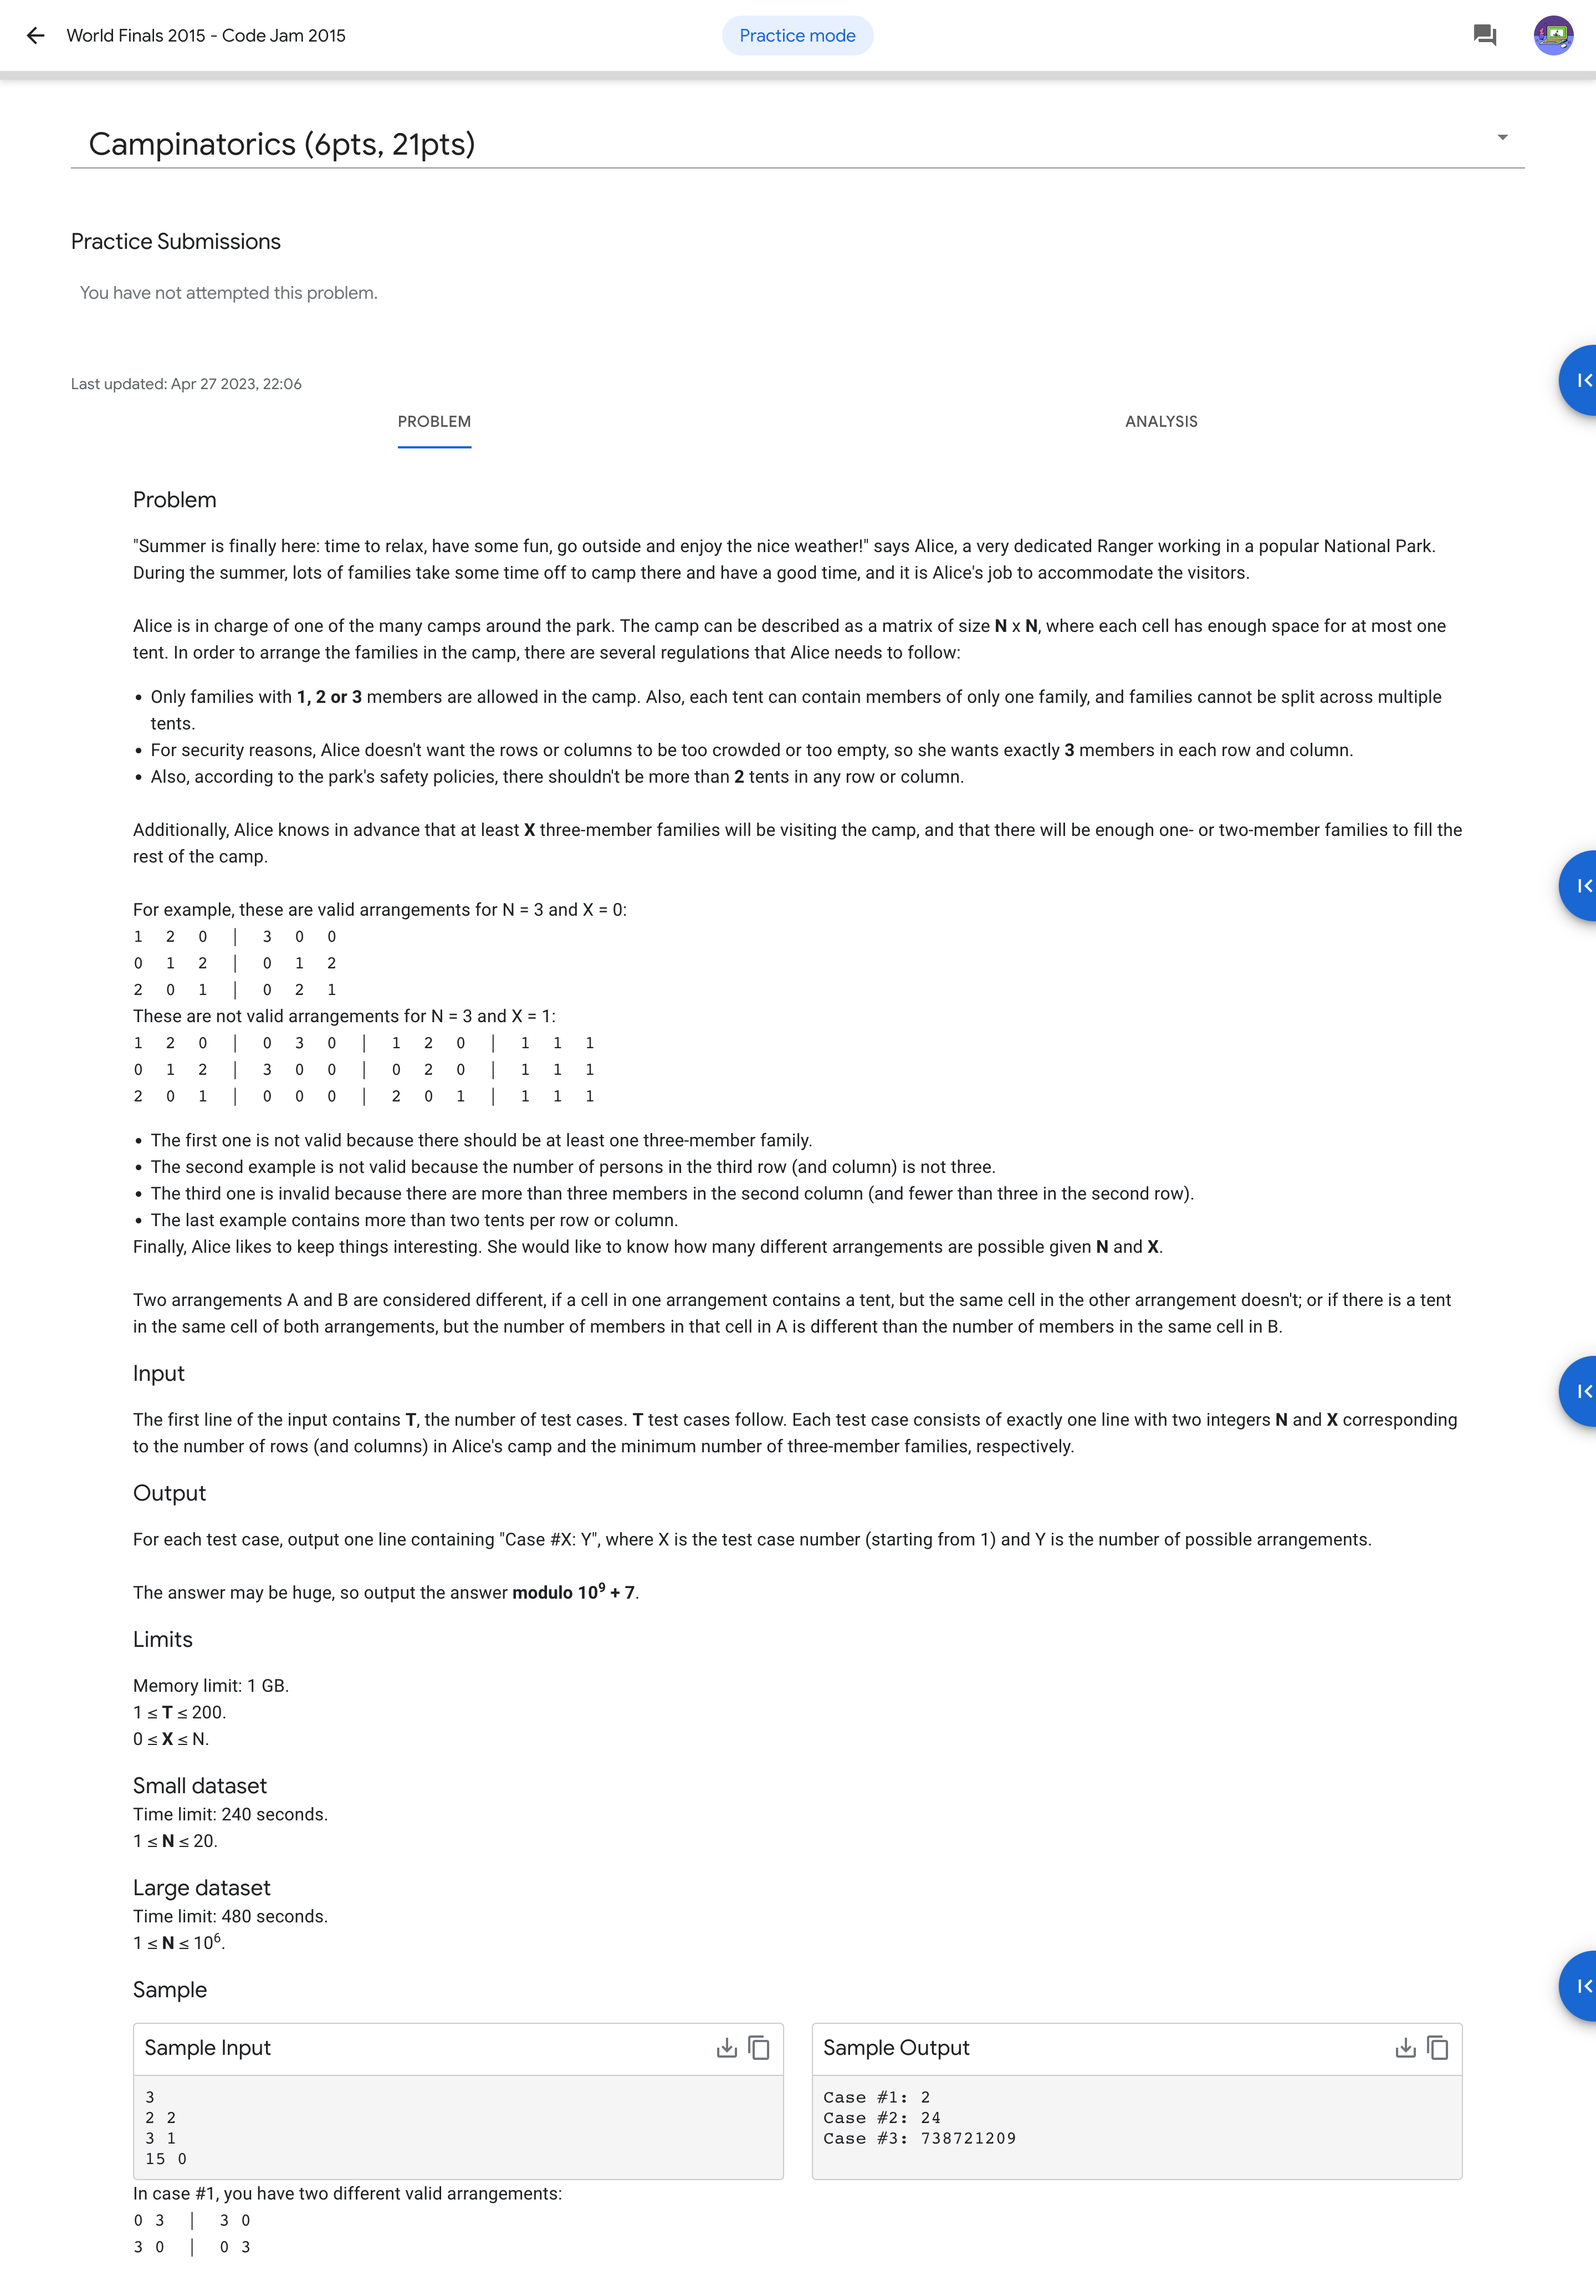 World Finals 2015 - Code Jam 2015
Practice mode
Campinatorics (6pts, 21pts)
Practice Submissions
You have not attempted this problem.
Last updated: Apr 27 2023, 22:06
PROBLEM
ANALYSIS
Problem
"Summer is finally here: time to relax, have some fun, go outside and enjoy the nice weather!" says Alice, a very dedicated Ranger working in a popular National Park.
During the summer, lots of families take some time off to camp there and have a good time, and it is Alice's job to accommodate the visitors.
Alice is in charge of one of the many camps around the park. The camp can be described as a matrix of size N x N, where each cell has enough space for at most one
tent. In order to arrange the families in the camp, there are several regulations that Alice needs to follow:
• Only families with 1, 2 or 3 members are allowed in the camp. Also, each tent can contain members of only one family, and families cannot be split across multiple
tents.
• For security reasons, Alice doesn't want the rows or columns to be too crowded or too empty, so she wants exactly 3 members in each row and column.
• Also, according to the park's safety policies, there shouldn't be more than 2 tents in any row or column.
Additionally, Alice knows in advance that at least X three-member families will be visiting the camp, and that there will be enough one- or two-member families to fill the
rest of the camp.
For example, these are valid arrangements for N = 3 and X = 0:
1 2 0 | 3 0 0
0 1 2 | 0 1 2
2 0 1 | 0 2 1
These are not valid arrangements for N = 3 and X = 1:
1 2 0 | 0 3 0 | 1 2 0 | 1 1 1
0 1 2 | 3 0 0 | 0 2 0 | 1 1 1
2 0 1 | 0 0 0 | 2 0 1 | 1 1 1
• The first one is not valid because there should be at least one three-member family.
• The second example is not valid because the number of persons in the third row (and column) is not three.
• The third one is invalid because there are more than three members in the second column (and fewer than three in the second row).
• The last example contains more than two tents per row or column.
Finally, Alice likes to keep things interesting. She would like to know how many different arrangements are possible given N and X.
Two arrangements A and B are considered different, if a cell in one arrangement contains a tent, but the same cell in the other arrangement doesn't; or if there is a tent
in the same cell of both arrangements, but the number of members in that cell in A is different than the number of members in the same cell in B.
Input
The first line of the input contains T, the number of test cases. T test cases follow. Each test case consists of exactly one line with two integers N and X corresponding
to the number of rows (and columns) in Alice's camp and the minimum number of three-member families, respectively.
Output
For each test case, output one line containing "Case #X: Y", where X is the test case number (starting from 1) and Y is the number of possible arrangements.
The answer may be huge, so output the answer modulo 10⁹ + 7.
Limits
Memory limit: 1 GB.
1 ≤ T ≤ 200.
0 ≤ X ≤ N.
Small dataset
Time limit: 240 seconds.
1 ≤ N ≤ 20.
Large dataset
Time limit: 480 seconds.
1 ≤ N ≤ 10⁶.
Sample
Sample Input
3
2 2
3 1
15 0
Sample Output
Case #1: 2
Case #2: 24
Case #3: 738721209
In case #1, you have two different valid arrangements:
0 3 | 3 0
3 0 | 0 3